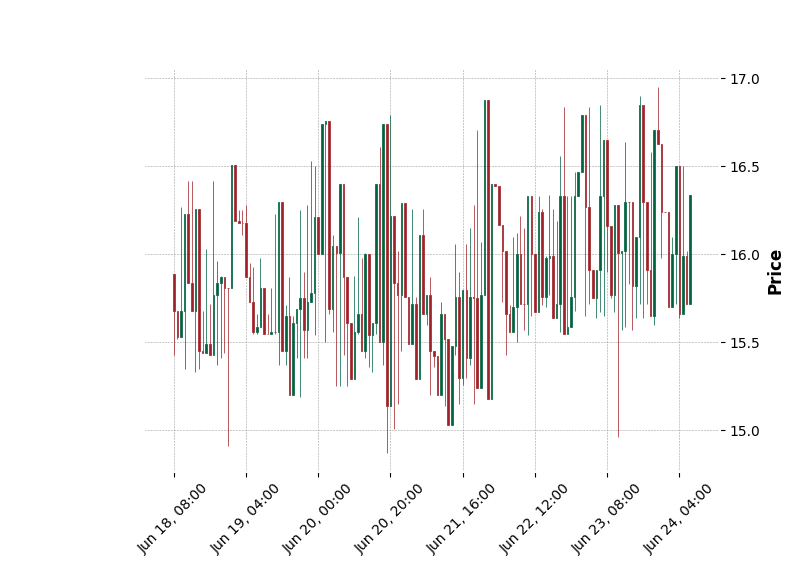 17.0
16.5
16.0
15.5
15.0
Price
Jun 18, 08:00
Jun 19, 04:00
Jun 20, 00:00
Jun 20, 20:00
Jun 21, 16:00
Jun 22, 12:00
Jun 23, 08:00
Jun 24, 04:00